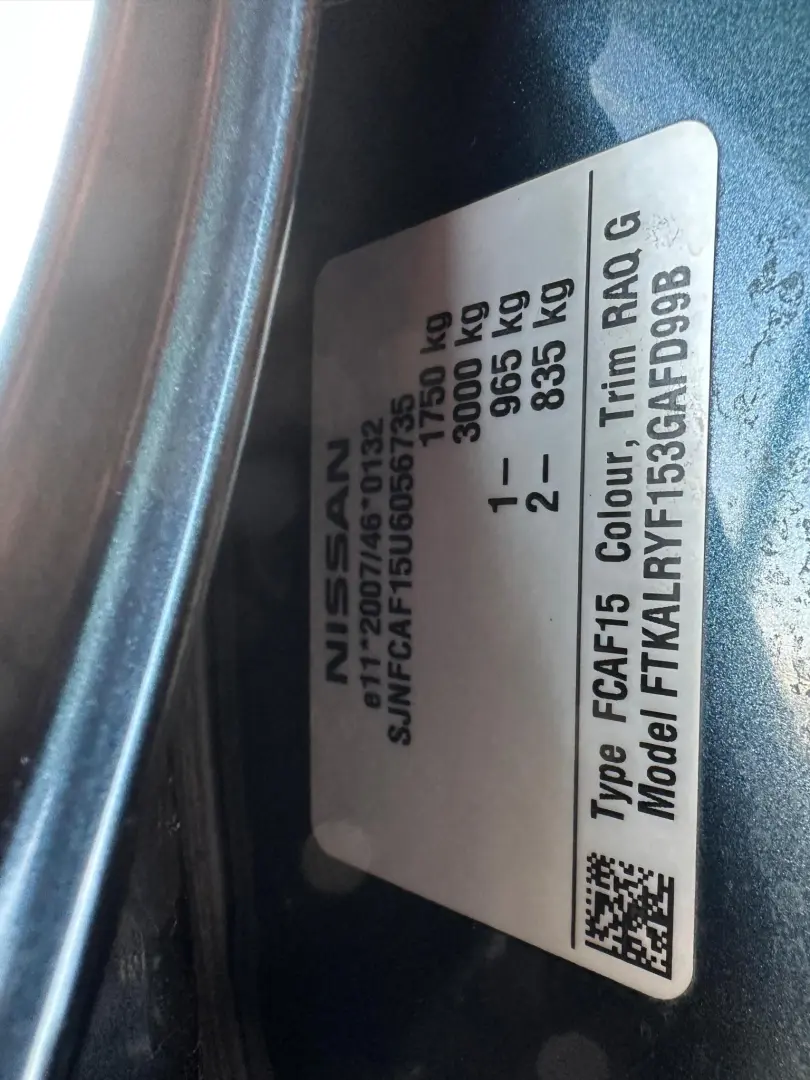 NISSAN
e11*2007/46*0132
SJNFCAF15U6056735
1750 kg
3000 kg
1– 965 kg
2– 835 kg
Type FCAF15 Colour, Trim RAQ G
Model FTKALRYF153GAFD99B